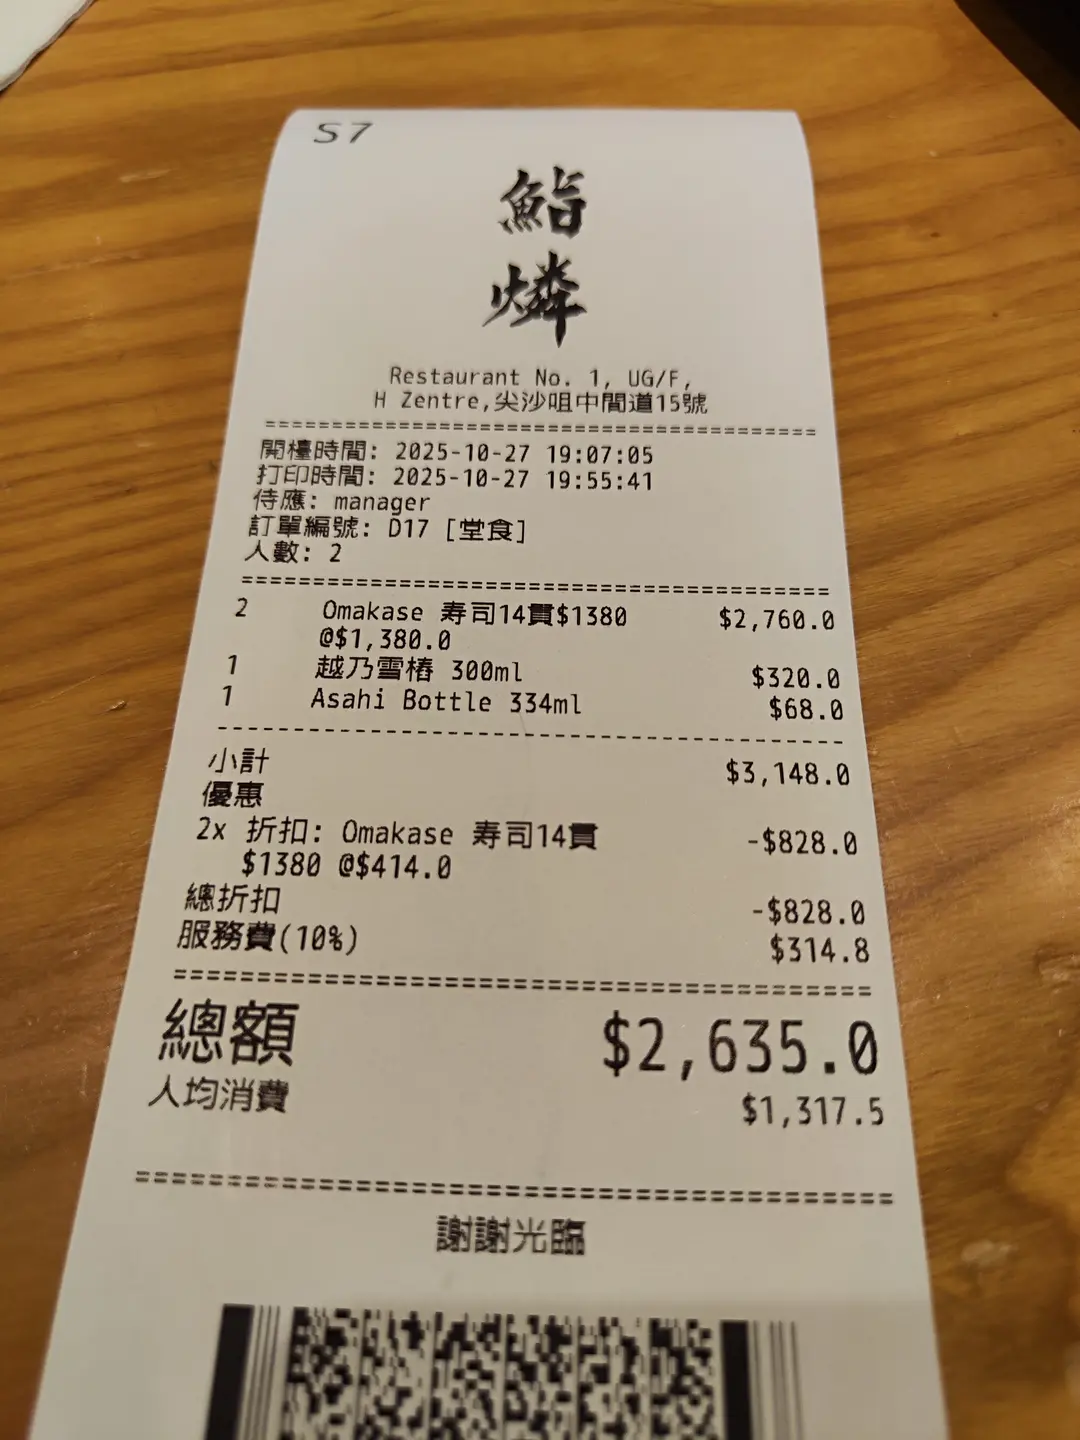 S7
鮨
燐
Restaurant No. 1, UG/F,
H Zentre,尖沙咀中間道15號
開檯時間: 2025-10-27 19:07:05
打印時間: 2025-10-27 19:55:41
侍應: manager
訂單編號: D17 [堂食]
人數: 2
2 Omakase 寿司14貫$1380 $2,760.0
@$1,380.0
1 越乃雪椿 300ml $320.0
1 Asahi Bottle 334ml $68.0
小計 $3,148.0
優惠
2x 折扣: Omakase 寿司14貫 -$828.0
$1380 @$414.0
總折扣 -$828.0
服務費(10%) $314.8
總額 $2,635.0
人均消費 $1,317.5
謝謝光臨